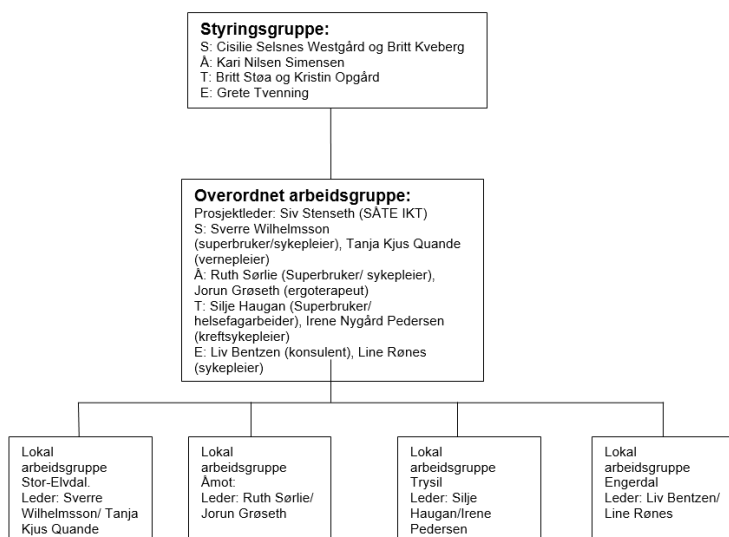 Styringsgruppe:
S: Cisilie Selsnes Westgård og Britt Kveberg
Å: Kari Nilsen Simensen
T: Britt Støa og Kristin Opgård
E: Grete Tvenning
Overordnet arbeidsgruppe:
Prosjektleder: Siv Stenseth (SÅTE IKT)
S: Sverre Wilhelmsson
(superbruker/sykepleier), Tanja Kjus Quande
(vernepleier)
Å: Ruth Sørlie (Superbruker/ sykepleier),
Jorun Grøseth (ergoterapeut)
T: Silje Haugan (Superbruker/
helsefagarbeider), Irene Nygård Pedersen
(kreftsykepleier)
E: Liv Bentzen (konsulent), Line Rønes
(sykepleier)
Lokal
arbeidsgruppe
Stor-Elvdal.
Leder: Sverre
Wilhelmsson/ Tanja
Kjus Quande
Lokal
arbeidsgruppe
Åmot:
Leder: Ruth Sørlie/
Jorun Grøseth
Lokal
arbeidsgruppe
Trysil
Leder: Silje
Haugan/Irene
Pedersen
Lokal
arbeidsgruppe
Engerdal
Leder: Liv Bentzen/
Line Rønes